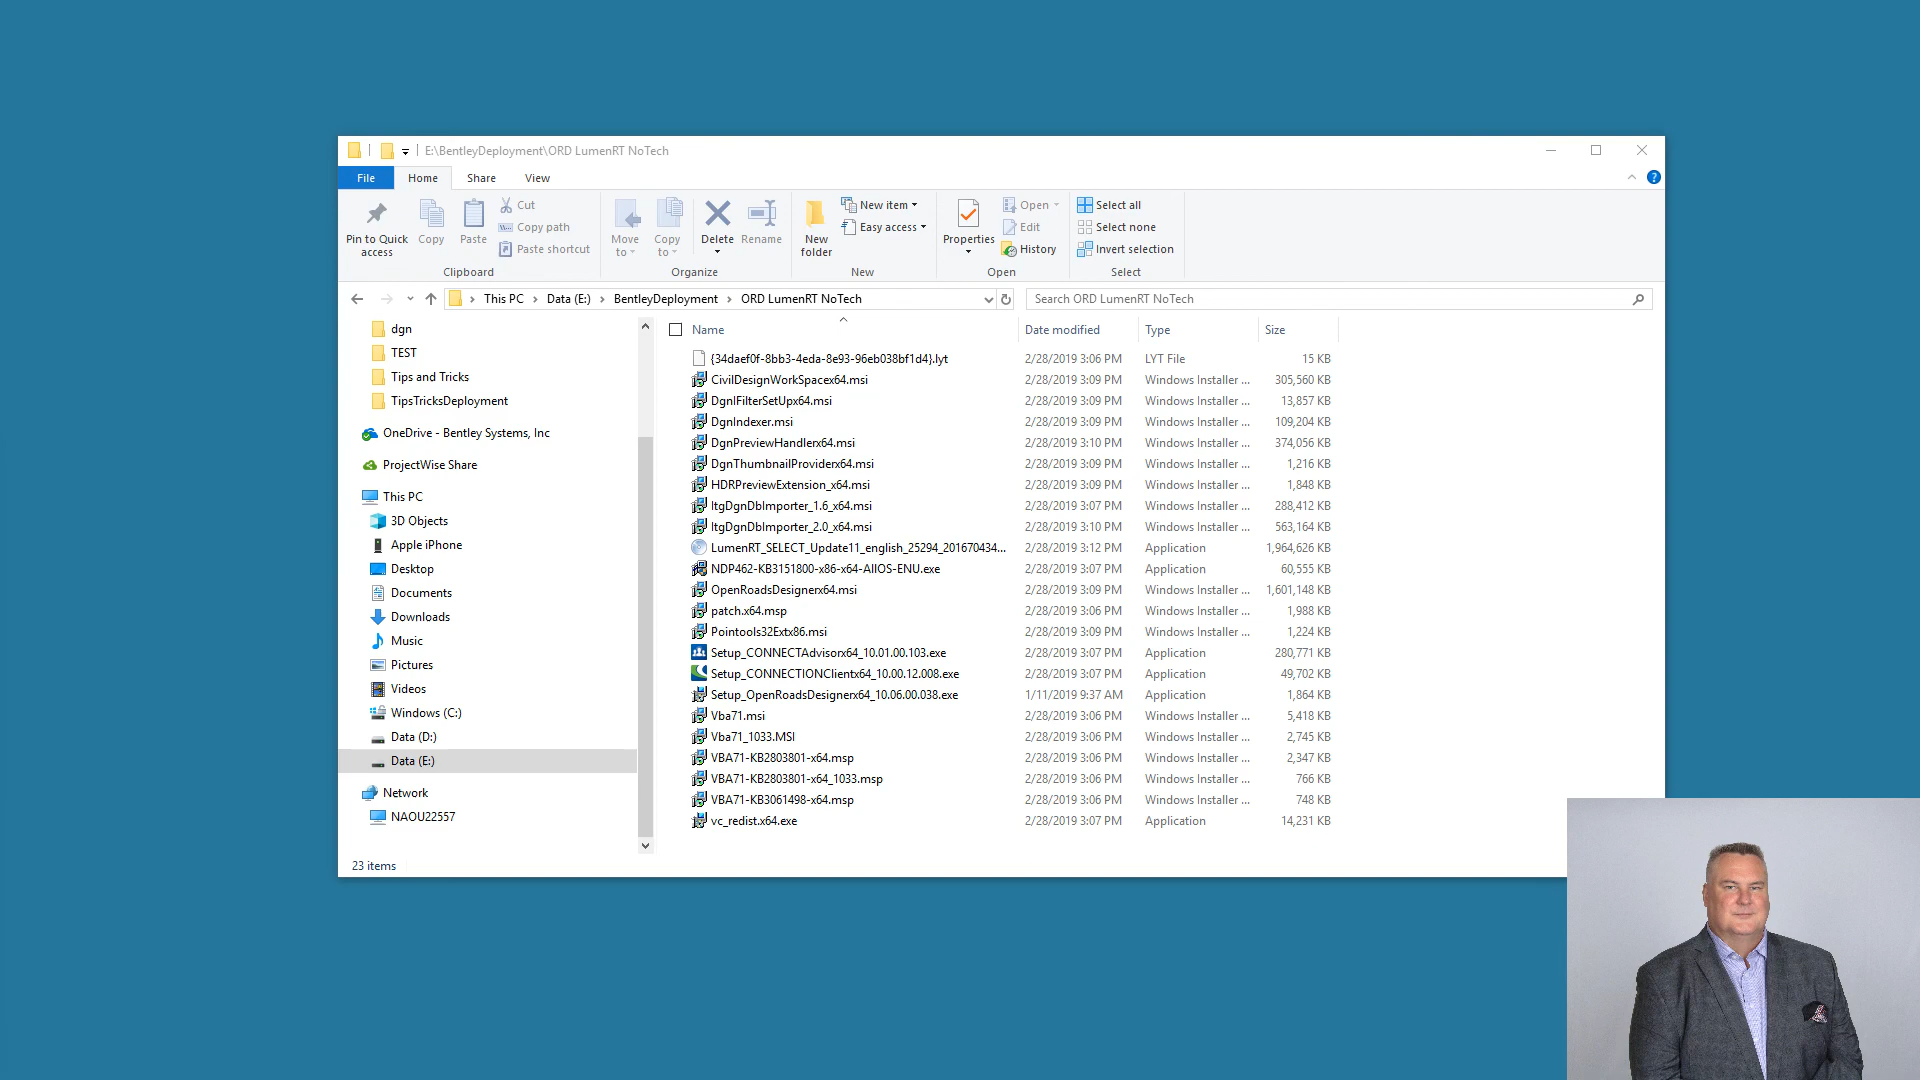 E:\BentleyDeployment\ORD LumenRT NoTech
File Home Share View
Pin to Quick access
Copy
Paste
Cut
Copy path
Paste shortcut
Clipboard
Move to
Copy to
Delete
Rename
Organize
New folder
New item
Easy access
New
Properties
Open
Edit
History
Open
Select all
Select none
Invert selection
Select
This PC > Data (E:) > BentleyDeployment > ORD LumenRT NoTech
Search ORD LumenRT NoTech
dgn
TEST
Tips and Tricks
TipsTricksDeployment
OneDrive - Bentley Systems, Inc
ProjectWise Share
This PC
3D Objects
Apple iPhone
Desktop
Documents
Downloads
Music
Pictures
Videos
Windows (C:)
Data (D:)
Data (E:)
Network
NAOU22557
Name Date modified Type Size
{34daef0f-8bb3-4eda-8e93-96eb038bf1d4}.lyt 2/28/2019 3:06 PM LYT File 15 KB
CivilDesignWorkSpacex64.msi 2/28/2019 3:09 PM Windows Installer ... 305,560 KB
DgnIFilterSetUpx64.msi 2/28/2019 3:09 PM Windows Installer ... 13,857 KB
DgnIndexer.msi 2/28/2019 3:09 PM Windows Installer ... 109,204 KB
DgnPreviewHandlerx64.msi 2/28/2019 3:10 PM Windows Installer ... 374,056 KB
DgnThumbnailProviderx64.msi 2/28/2019 3:09 PM Windows Installer ... 1,216 KB
HDRPreviewExtension_x64.msi 2/28/2019 3:09 PM Windows Installer ... 1,848 KB
ItgDgnDbImporter_1.6_x64.msi 2/28/2019 3:07 PM Windows Installer ... 288,412 KB
ItgDgnDbImporter_2.0_x64.msi 2/28/2019 3:10 PM Windows Installer ... 563,164 KB
LumenRT_SELECT_Update11_english_25294_201670434... 2/28/2019 3:12 PM Application 1,964,626 KB
NDP462-KB3151800-x86-x64-AllOS-ENU.exe 2/28/2019 3:07 PM Application 60,555 KB
OpenRoadsDesignerx64.msi 2/28/2019 3:09 PM Windows Installer ... 1,601,148 KB
patch.x64.msp 2/28/2019 3:06 PM Windows Installer ... 1,988 KB
Pointools32Extx86.msi 2/28/2019 3:09 PM Windows Installer ... 1,224 KB
Setup_CONNECTAdvisorx64_10.01.00.103.exe 2/28/2019 3:07 PM Application 280,771 KB
Setup_CONNECTIONClientx64_10.00.12.008.exe 2/28/2019 3:07 PM Application 49,702 KB
Setup_OpenRoadsDesignerx64_10.06.00.038.exe 1/11/2019 9:37 AM Application 1,864 KB
Vba71.msi 2/28/2019 3:06 PM Windows Installer ... 5,418 KB
Vba71_1033.MSI 2/28/2019 3:06 PM Windows Installer ... 2,745 KB
VBA71-KB2803801-x64.msp 2/28/2019 3:06 PM Windows Installer ... 2,347 KB
VBA71-KB2803801-x64_1033.msp 2/28/2019 3:06 PM Windows Installer ... 766 KB
VBA71-KB3061498-x64.msp 2/28/2019 3:06 PM Windows Installer ... 748 KB
vc_redist.x64.exe 2/28/2019 3:07 PM Application 14,231 KB
23 items